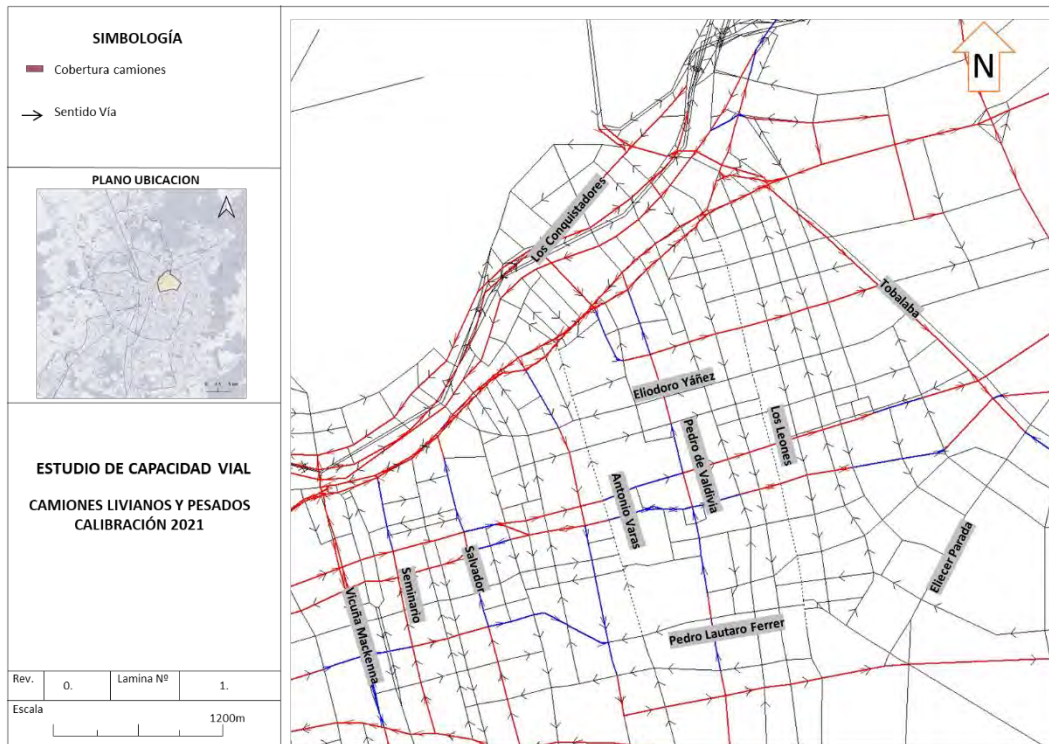 SIMBOLOGÍA
Cobertura camiones
Sentido Vía
PLANO UBICACION
ESTUDIO DE CAPACIDAD VIAL
CAMIONES LIVIANOS Y PESADOS
CALIBRACIÓN 2021
Rev.
0.
Lamina Nº
1.
Escala
1200m
N
Los Conquistadores
Tobalaba
Eliodoro Yáñez
Los Leones
Pedro de Valdivia
Antonio Varas
Salvador
Seminario
Vicuña Mackenna
Eliecer Parada
Pedro Lautaro Ferrer